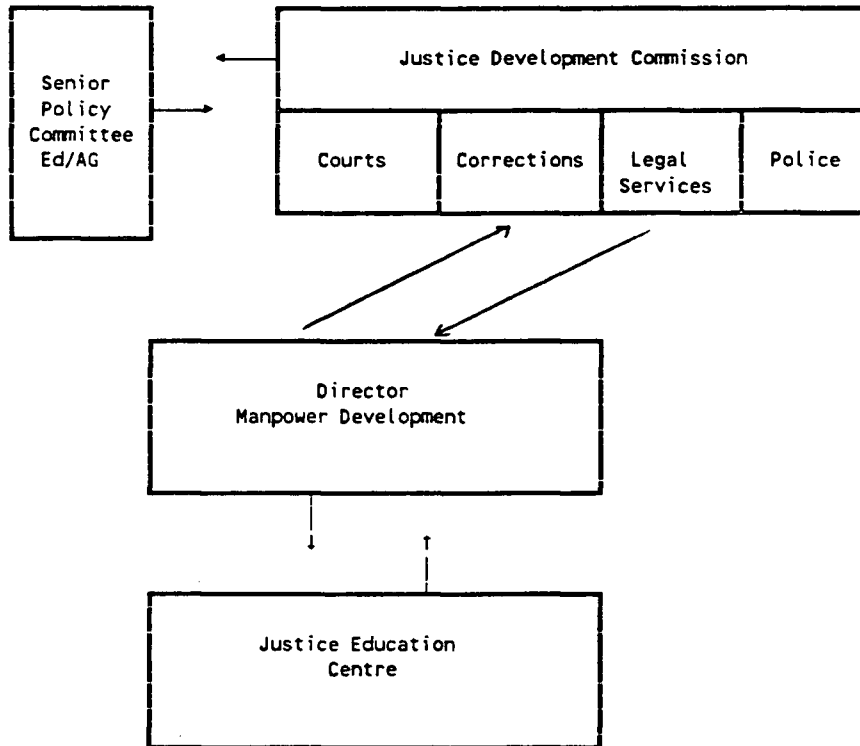 Senior
Policy
Committee
Ed/AG
Justice Development Commission
Courts
Corrections
Legal
Services
Police
Director
Manpower Development
Justice Education
Centre